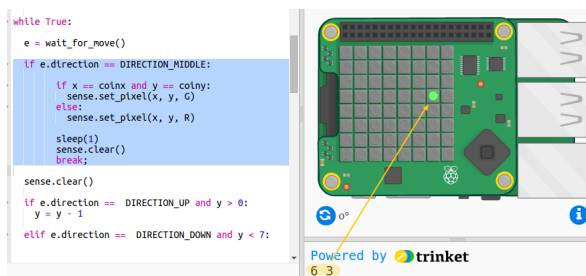 while True:
e = wait_for_move()
if e.direction == DIRECTION_MIDDLE:
if x == coinx and y == coiny:
sense.set_pixel(x, y, G)
else:
sense.set_pixel(x, y, R)
sleep(1)
sense.clear()
break;
sense.clear()
if e.direction == DIRECTION_UP and y > 0:
y = y - 1
elif e.direction == DIRECTION_DOWN and y < 7:
0°
i
Powered by trinket
6 3